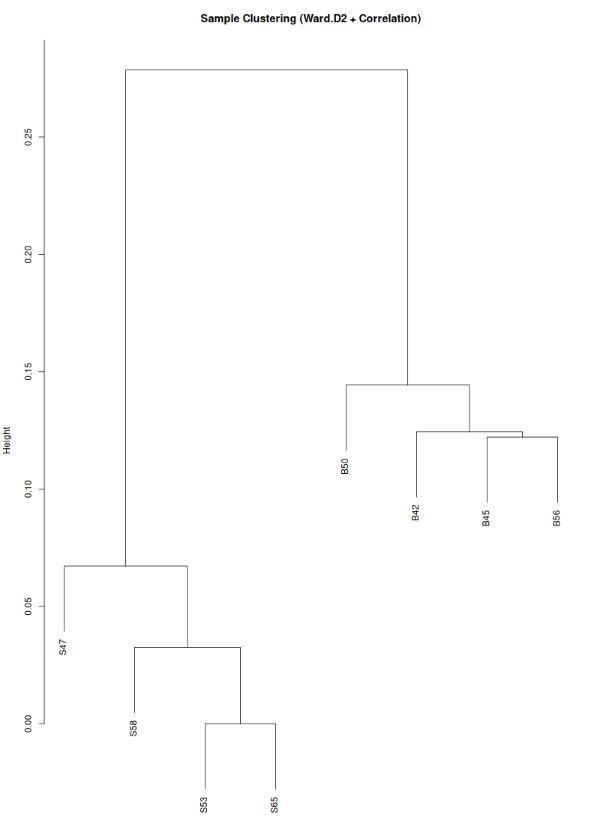 Sample Clustering (Ward.D2 + Correlation)
Height
0.25
0.20
0.15
0.10
0.05
0.00
B50
B42
B45
B56
S47
S58
S53
S65